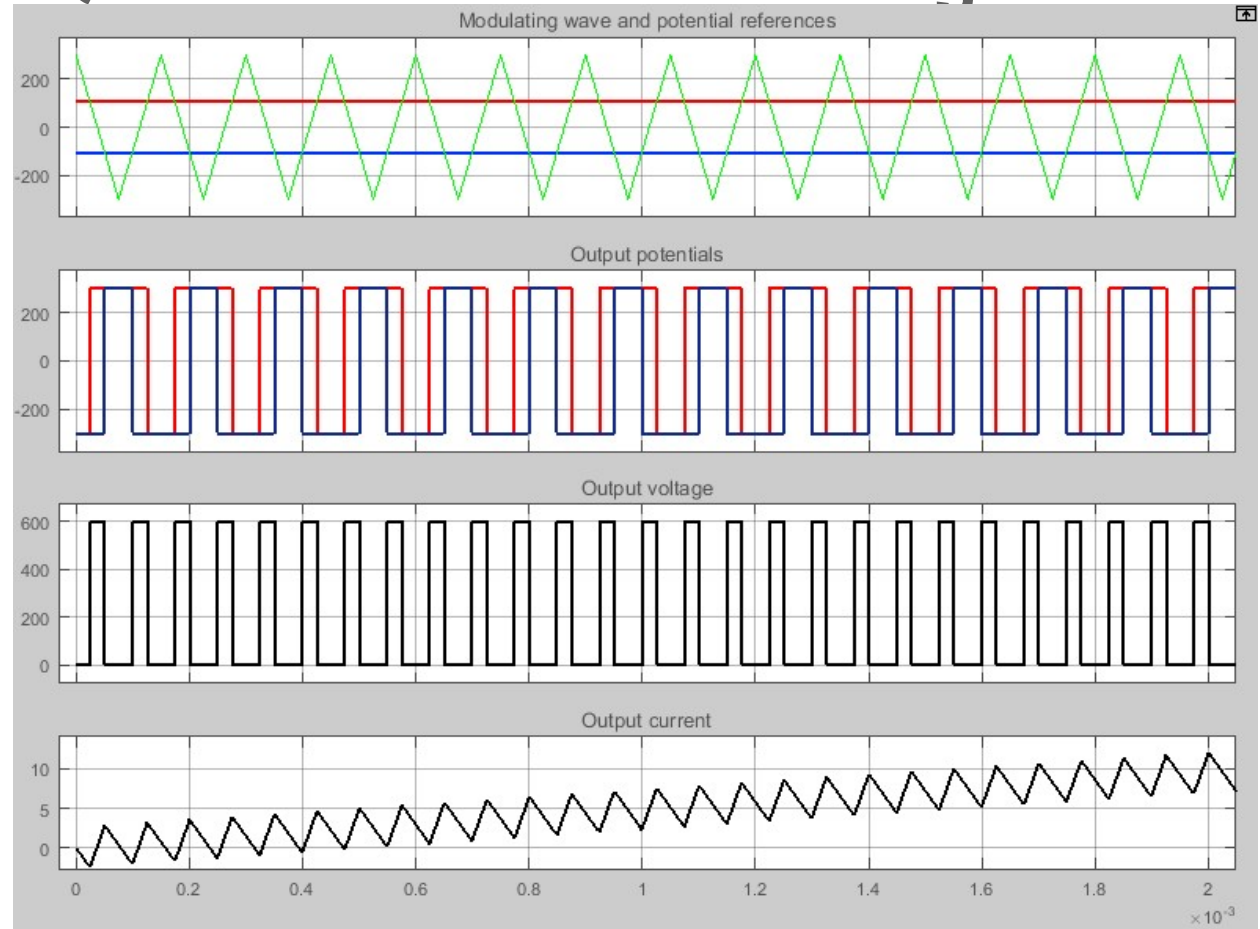 Modulating wave and potential references
200
0
-200
Output potentials
200
0
-200
Output voltage
600
400
200
0
Output current
10
5
0
0 0.2 0.4 0.6 0.8 1 1.2 1.4 1.6 1.8 2
×10⁻³